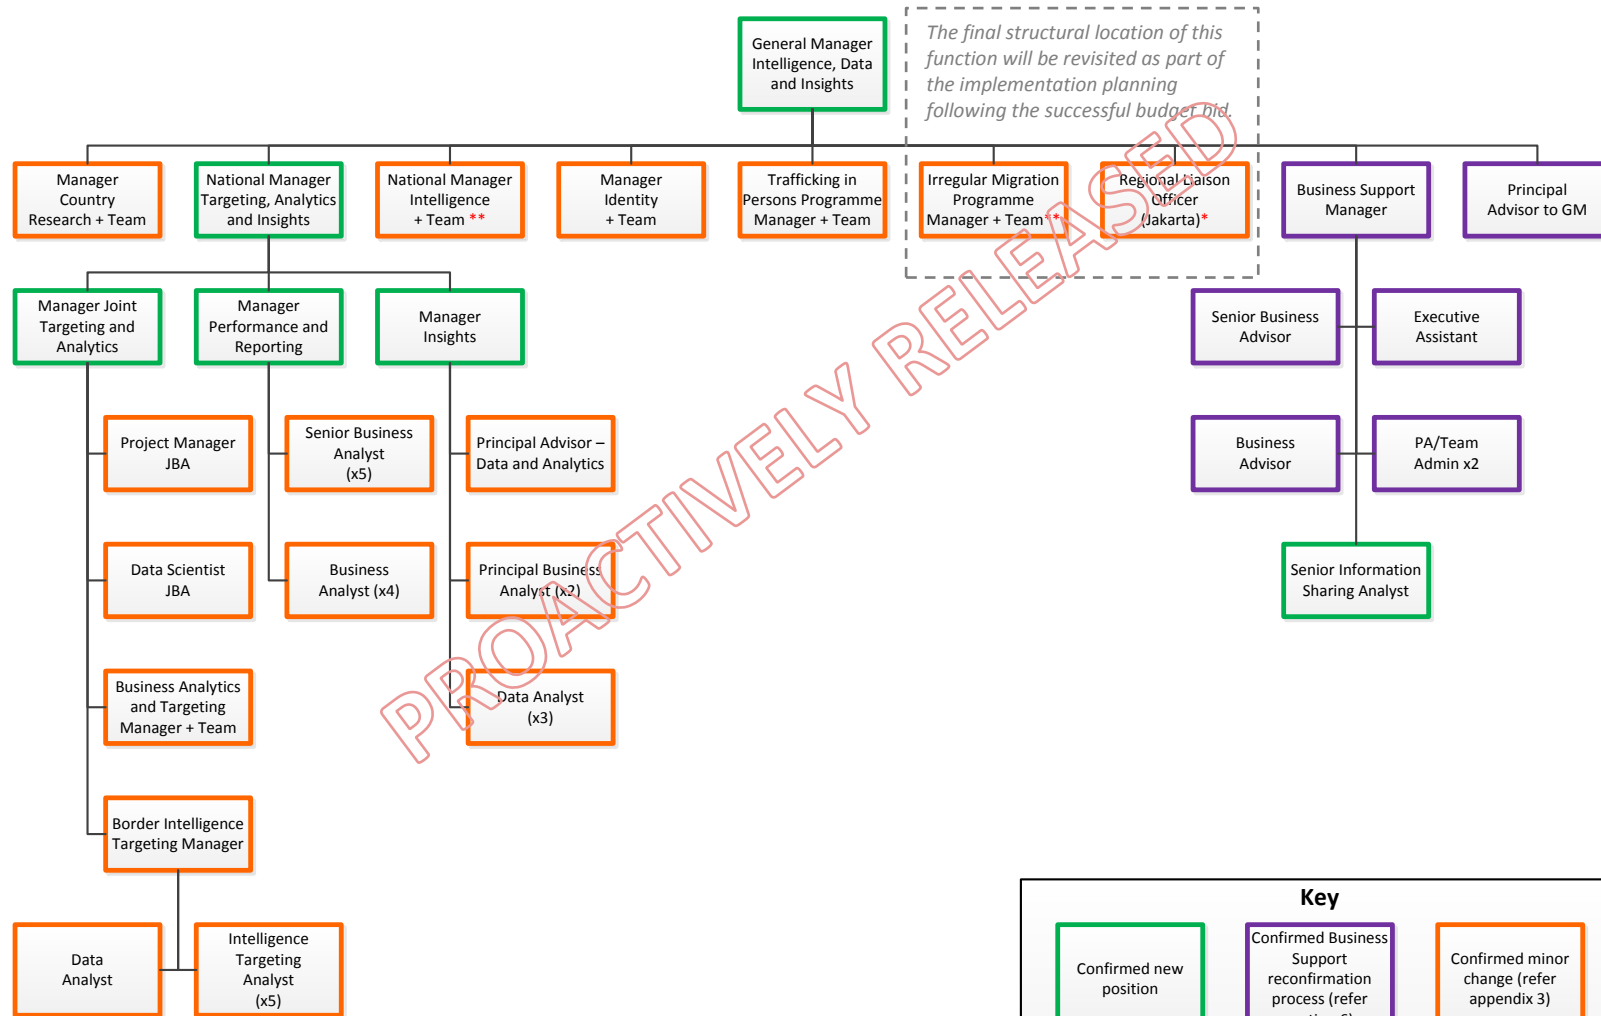 General Manager
Intelligence, Data
and Insights
The final structural location of this
function will be revisited as part of
the implementation planning
following the successful budget bid.
Manager
Country
Research + Team
National Manager
Targeting, Analytics
and Insights
National Manager
Intelligence
+ Team **
Manager
Identity
+ Team
Trafficking in
Persons Programme
Manager + Team
Irregular Migration
Programme
Manager + Team**
Regional Liaison
Officer
(Jakarta)*
Business Support
Manager
Principal
Advisor to GM
Manager Joint
Targeting and
Analytics
Manager
Performance and
Reporting
Manager
Insights
Senior Business
Advisor
Executive
Assistant
Project Manager
JBA
Senior Business
Analyst
(x5)
Principal Advisor –
Data and Analytics
Business
Advisor
PA/Team
Admin x2
Data Scientist
JBA
Business
Analyst (x4)
Principal Business
Analyst (x2)
Senior Information
Sharing Analyst
Business Analytics
and Targeting
Manager + Team
Data Analyst
(x3)
Border Intelligence
Targeting Manager
Data
Analyst
Intelligence
Targeting
Analyst
(x5)
PROACTIVELY RELEASED
Key
Confirmed new
position
Confirmed Business
Support
reconfirmation
process (refer
Confirmed minor
change (refer
appendix 3)